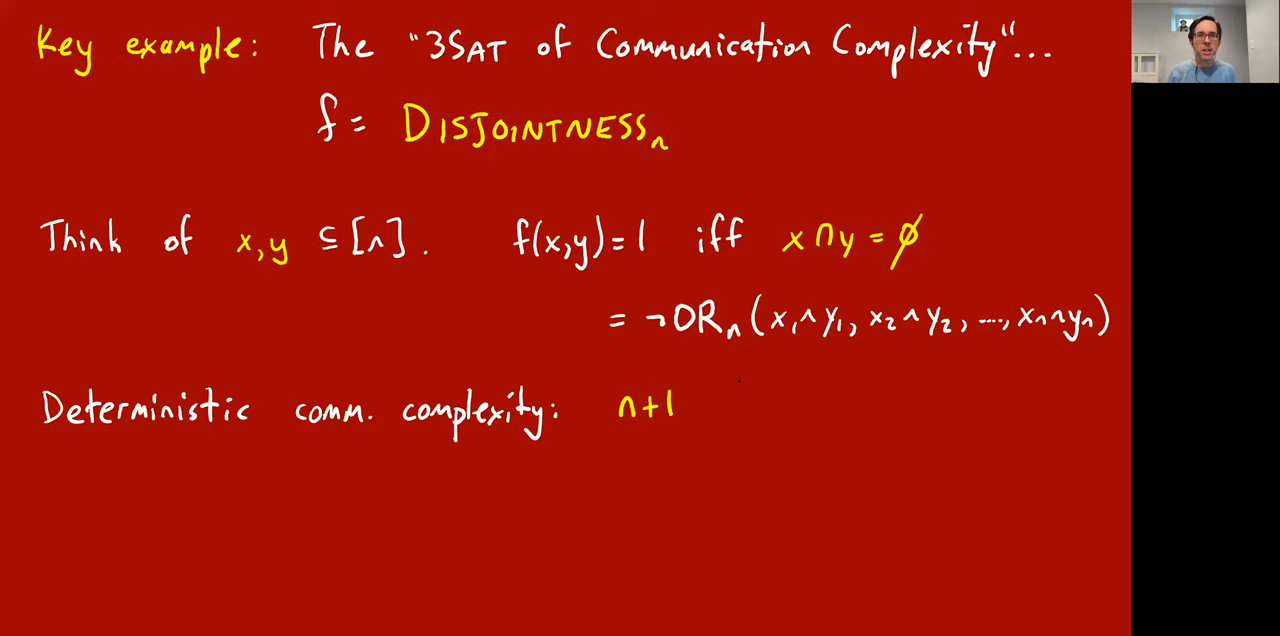 Key example: The "3SAT of Communication Complexity"...
f = DISJOINTNESSₙ
Think of x,y ⊆ [n]. f(x,y) = 1 iff x∩y = ∅
= ¬ORₙ(x₁∧y₁, x₂∧y₂, ..., xₙ∧yₙ)
Deterministic comm. complexity: n+1